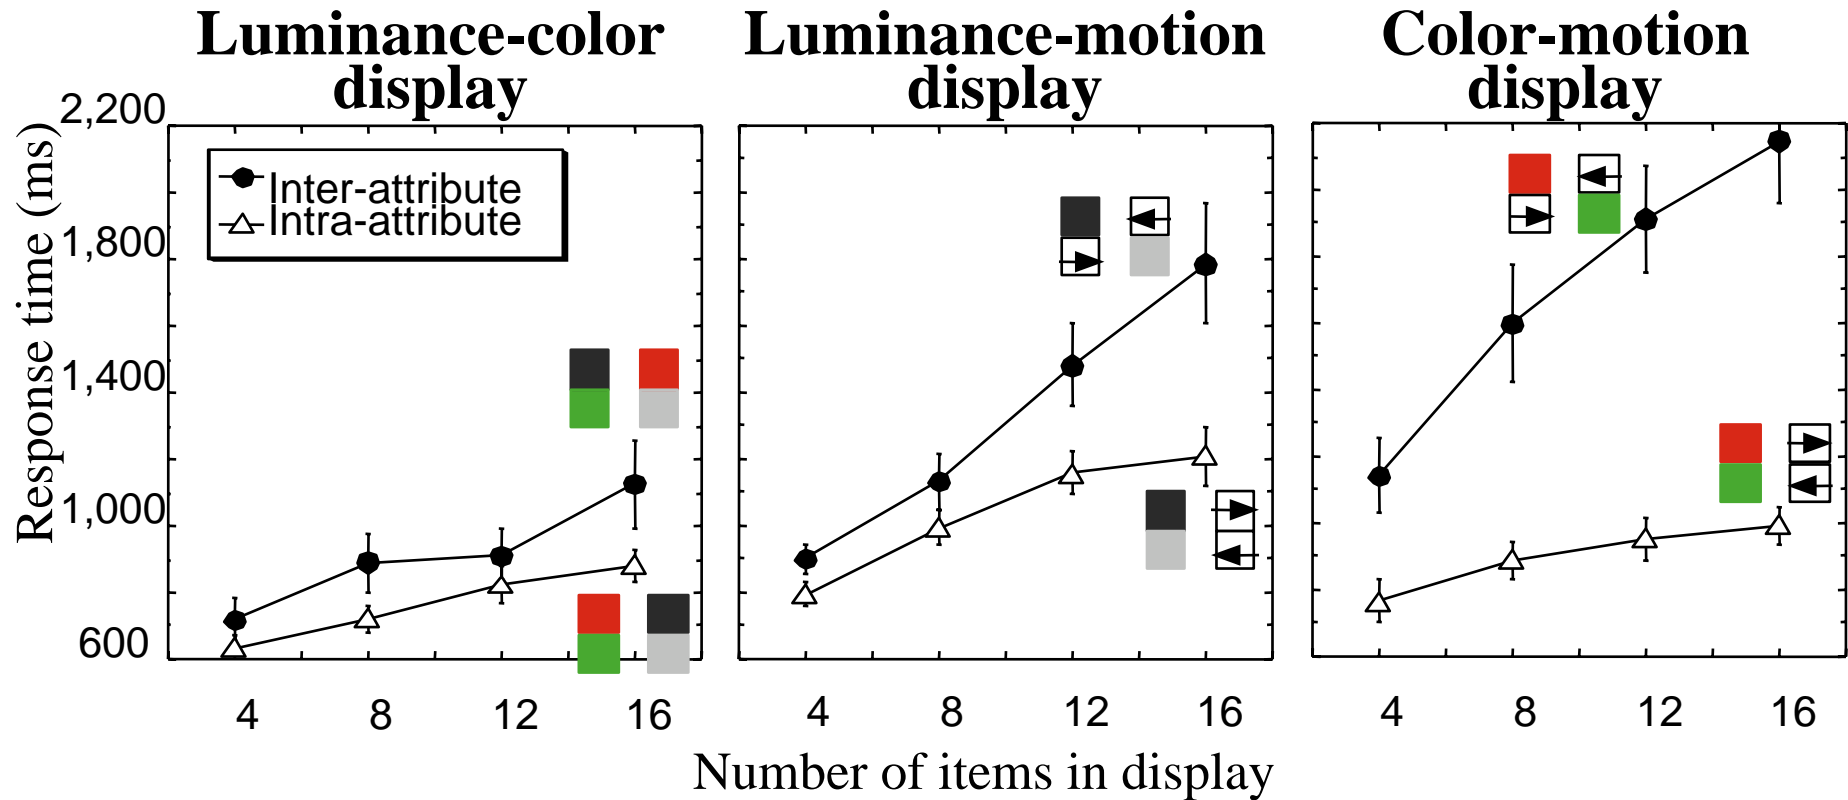 Luminance-color
display
Luminance-motion
display
Color-motion
display
Response time (ms)
2,200
1,800
1,400
1,000
600
Inter-attribute
Intra-attribute
4 8 12 16
4 8 12 16
4 8 12 16
Number of items in display